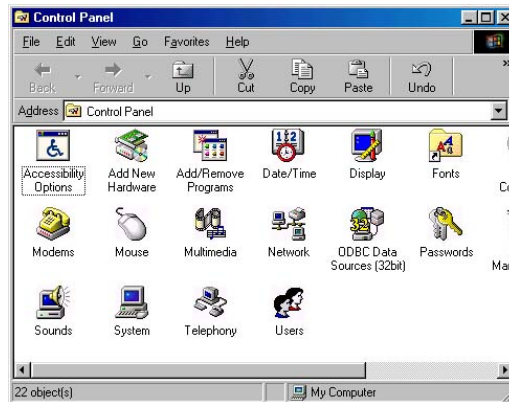 Control Panel
File Edit View Go Favorites Help
Back Forward Up Cut Copy Paste Undo
Address Control Panel
Accessibility Options
Add New Hardware
Add/Remove Programs
Date/Time
Display
Fonts
Modems
Mouse
Multimedia
Network
ODBC Data Sources (32bit)
Passwords
Sounds
System
Telephony
Users
22 object(s)
My Computer